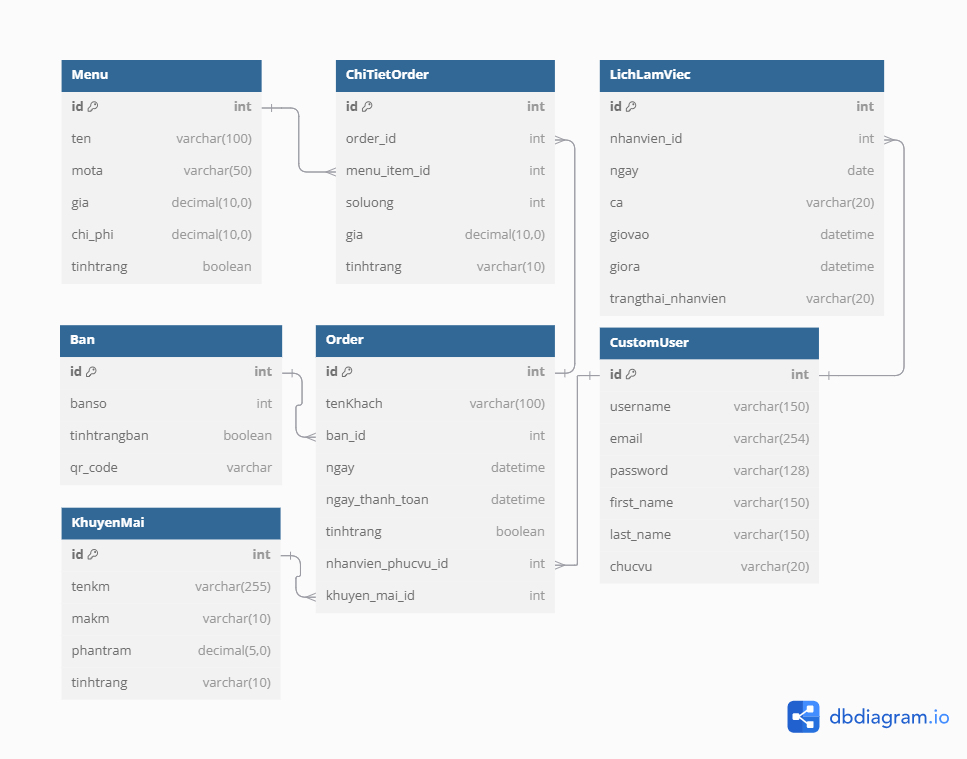 Menu
id int
ten varchar(100)
mota varchar(50)
gia decimal(10,0)
chi_phi decimal(10,0)
tinhtrang boolean
ChiTietOrder
id int
order_id int
menu_item_id int
soluong int
gia decimal(10,0)
tinhtrang varchar(10)
LichLamViec
id int
nhanvien_id int
ngay date
ca varchar(20)
giovao datetime
giora datetime
trangthai_nhanvien varchar(20)
Ban
id int
banso int
tinhtrangban boolean
qr_code varchar
Order
id int
tenKhach varchar(100)
ban_id int
ngay datetime
ngay_thanh_toan datetime
tinhtrang boolean
nhanvien_phucvu_id int
khuyen_mai_id int
CustomUser
id int
username varchar(150)
email varchar(254)
password varchar(128)
first_name varchar(150)
last_name varchar(150)
chucvu varchar(20)
KhuyenMai
id int
tenkm varchar(255)
makm varchar(10)
phantram decimal(5,0)
tinhtrang varchar(10)
dbdiagram.io